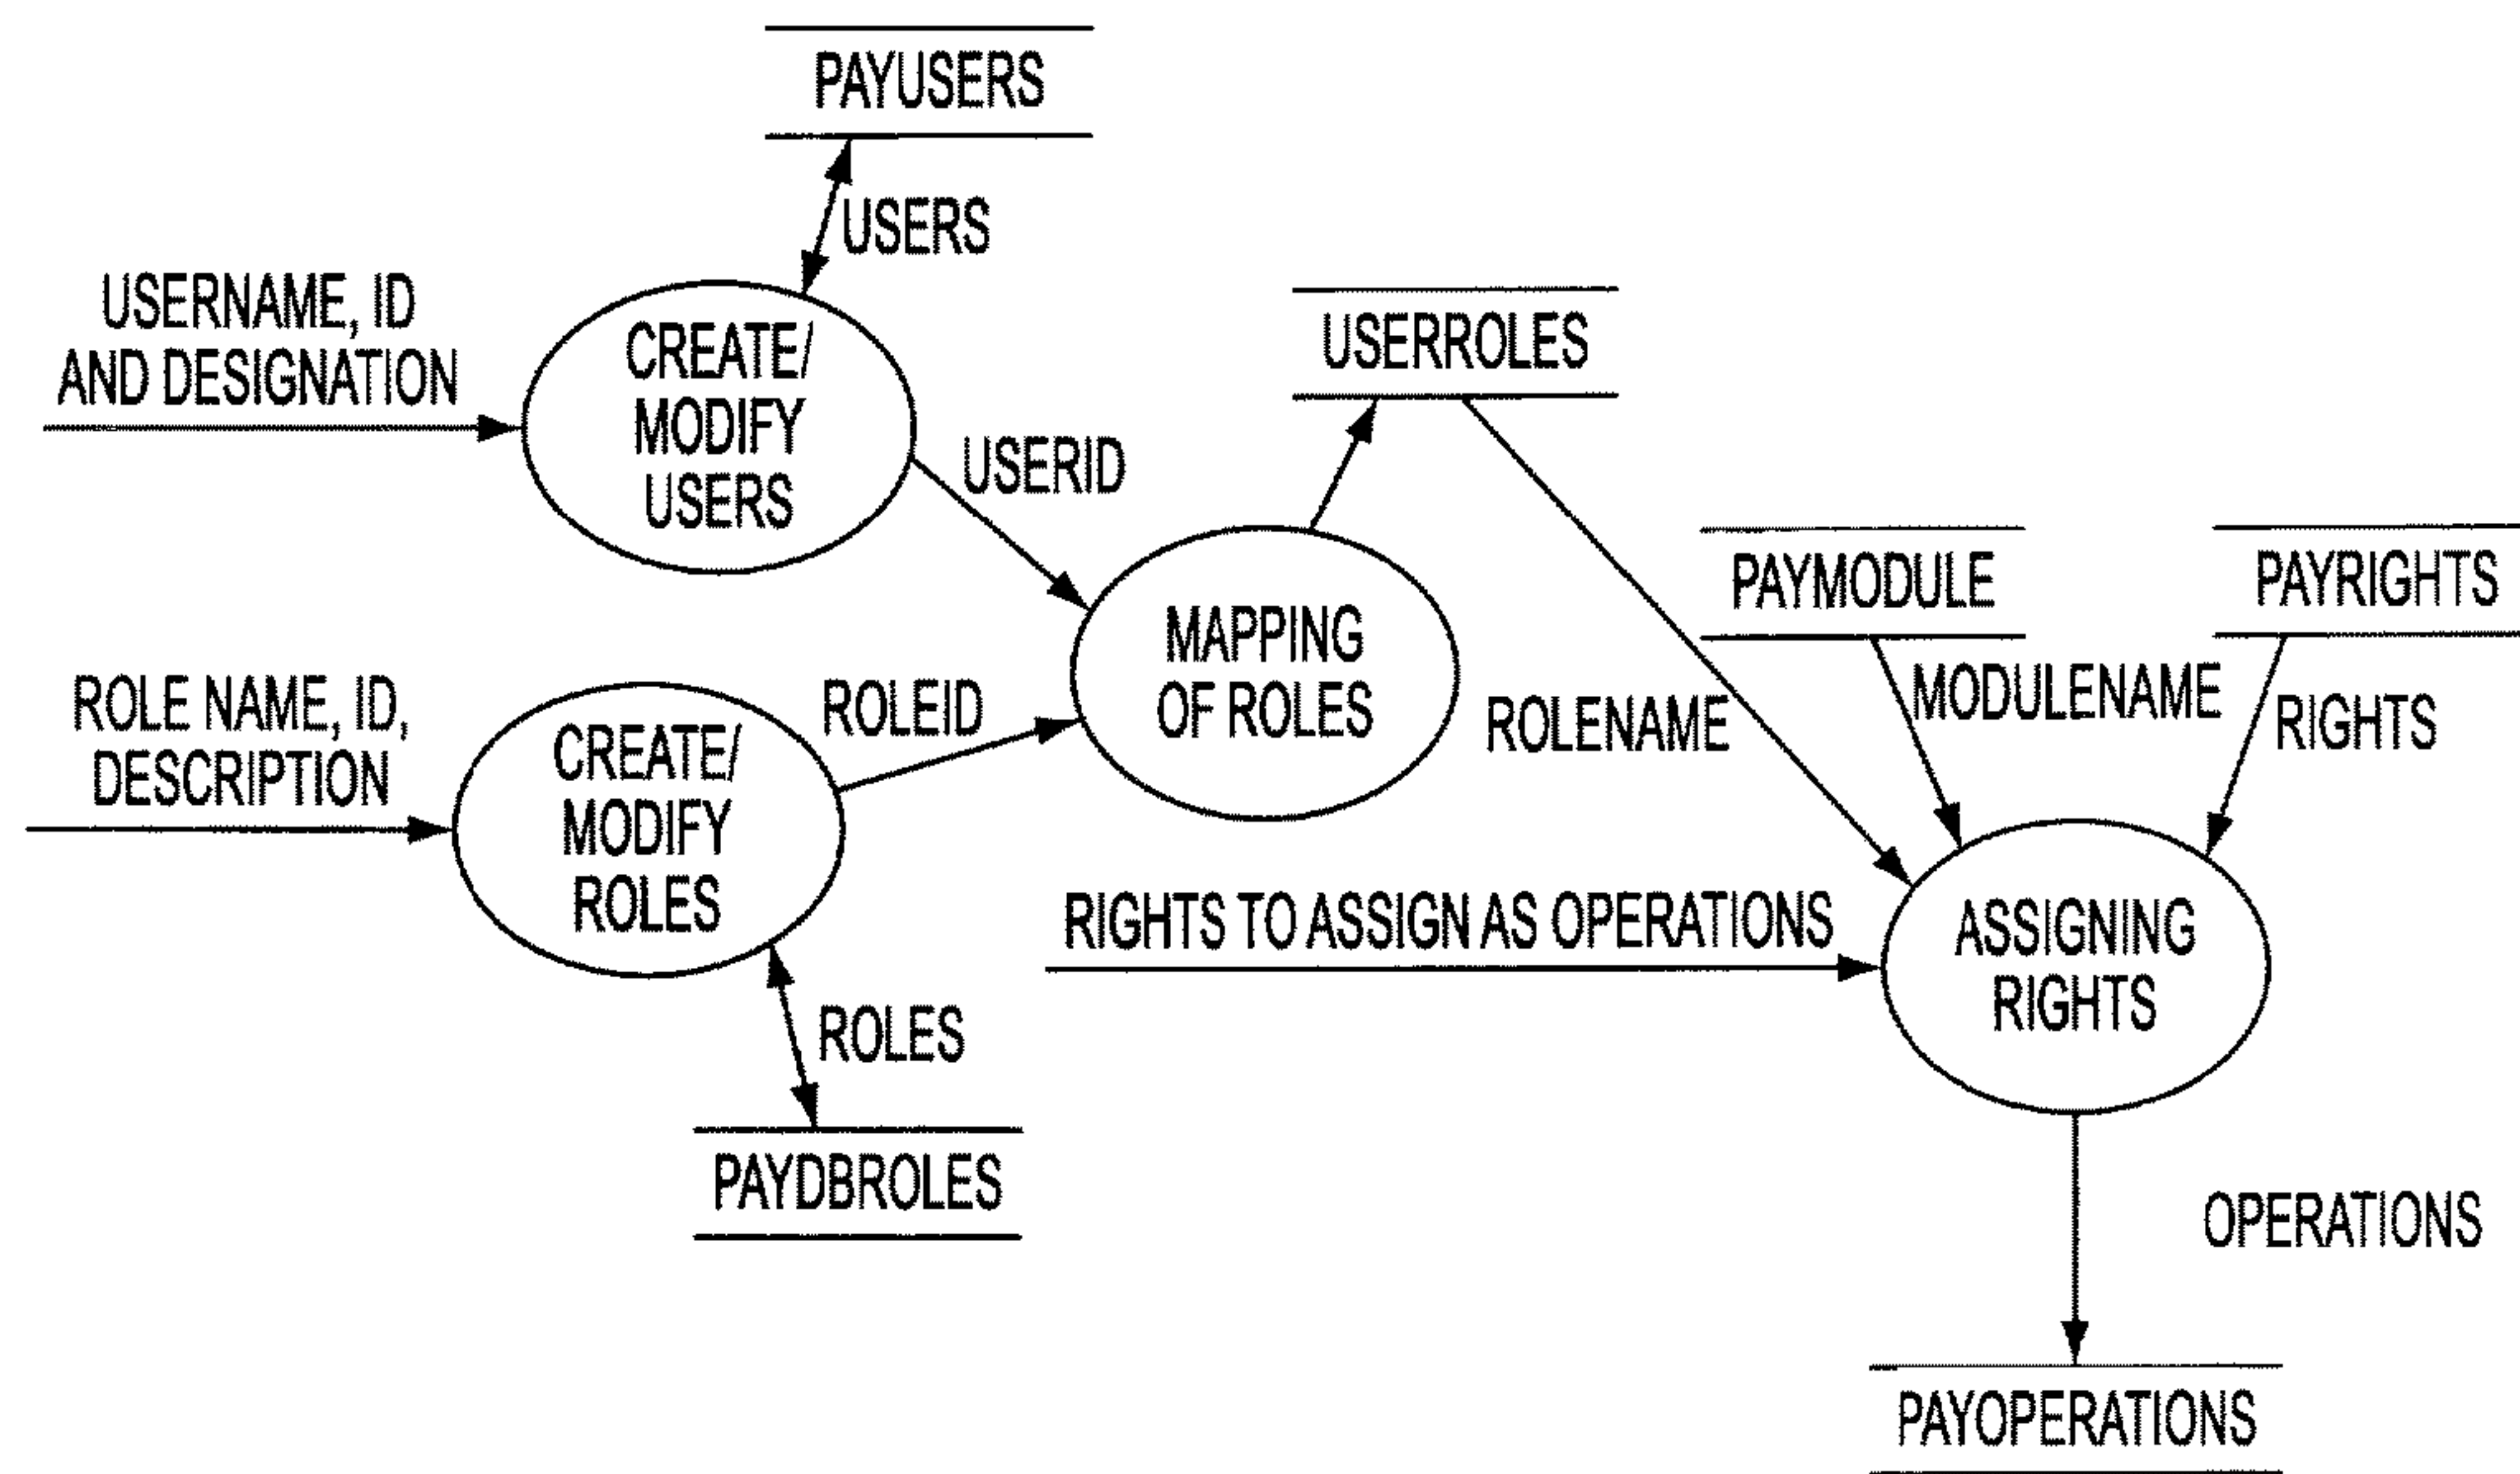 PAYUSERS
USERS
USERNAME, ID
AND DESIGNATION
CREATE/
MODIFY
USERS
USERROLES
USERID
PAYMODULE
PAYRIGHTS
MAPPING
OF ROLES
ROLE NAME, ID,
DESCRIPTION
ROLEID
CREATE/
MODIFY
ROLES
ROLENAME
MODULENAME
RIGHTS
RIGHTS TO ASSIGN AS OPERATIONS
ASSIGNING
RIGHTS
ROLES
PAYDBROLES
OPERATIONS
PAYOPERATIONS